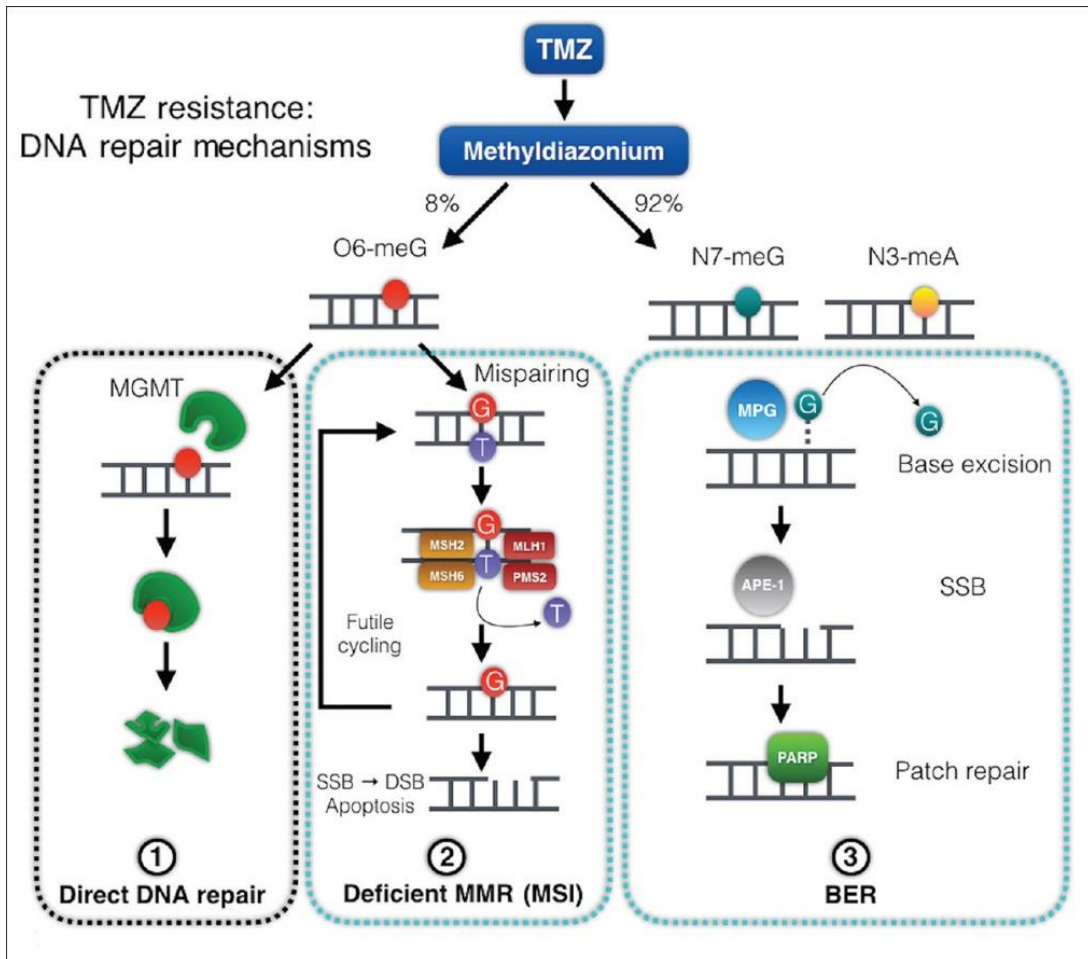 TMZ
TMZ resistance:
DNA repair mechanisms
Methyldiazonium
8%
92%
O6-meG
N7-meG
N3-meA
MGMT
Mispairing
G
T
G
MSH2
MLH1
T
MSH6
PMS2
T
Futile
cycling
G
SSB → DSB
Apoptosis
MPG
G
G
Base excision
APE-1
SSB
PARP
Patch repair
1
Direct DNA repair
2
Deficient MMR (MSI)
3
BER